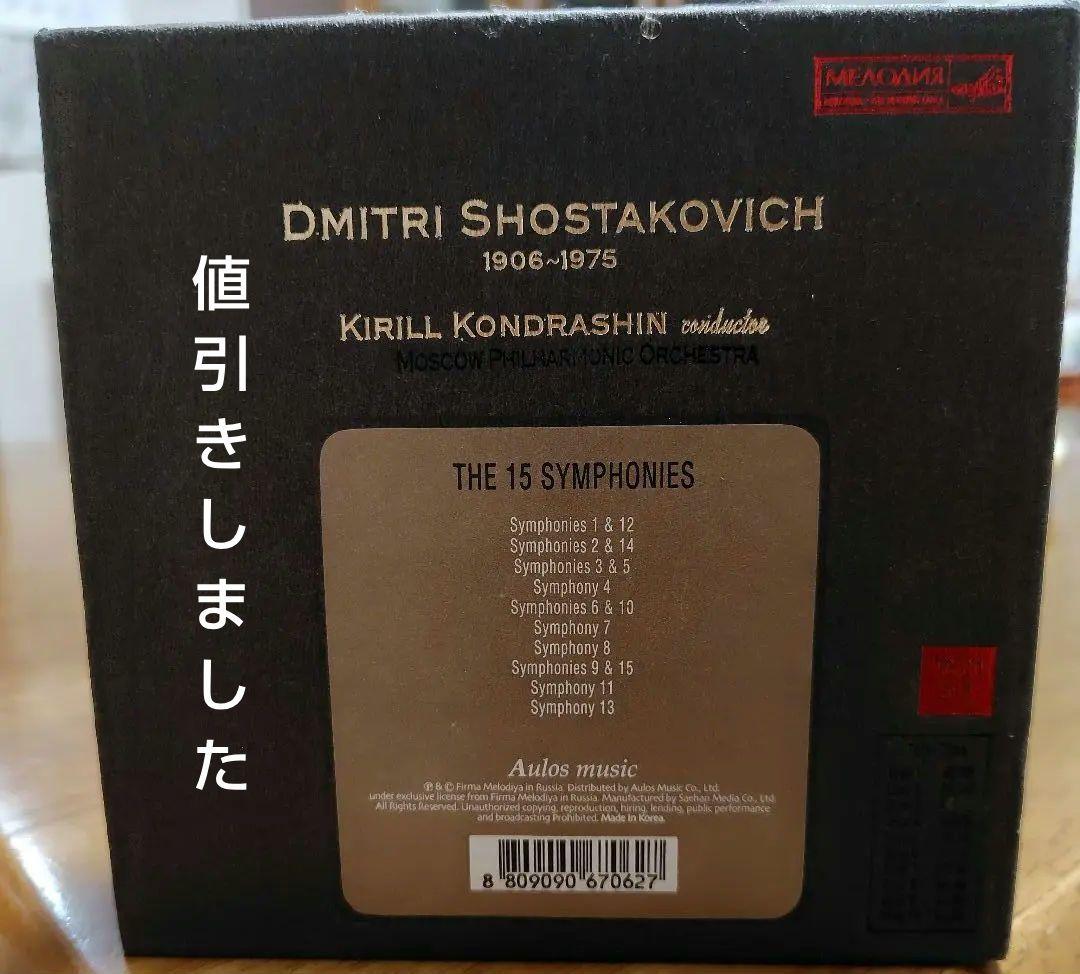 МЕЛОДИЯ
DMITRI SHOSTAKOVICH
1906~1975
KIRILL KONDRASHIN conductor
MOSCOW PHILHARMONIC ORCHESTRA
値引きしました
THE 15 SYMPHONIES
Symphonies 1 & 12
Symphonies 2 & 14
Symphonies 3 & 5
Symphony 4
Symphonies 6 & 10
Symphony 7
Symphony 8
Symphonies 9 & 15
Symphony 11
Symphony 13
Aulos music
℗ & © Firma Melodiya in Russia. Distributed by Aulos Music Co., Ltd.
under exclusive license from Firma Melodiya in Russia. Manufactured by Saehan Media Co., Ltd.
All Rights Reserved. Unauthorized copying, reproduction, hiring, lending, public performance
and broadcasting Prohibited. Made in Korea.
8 809090 670627